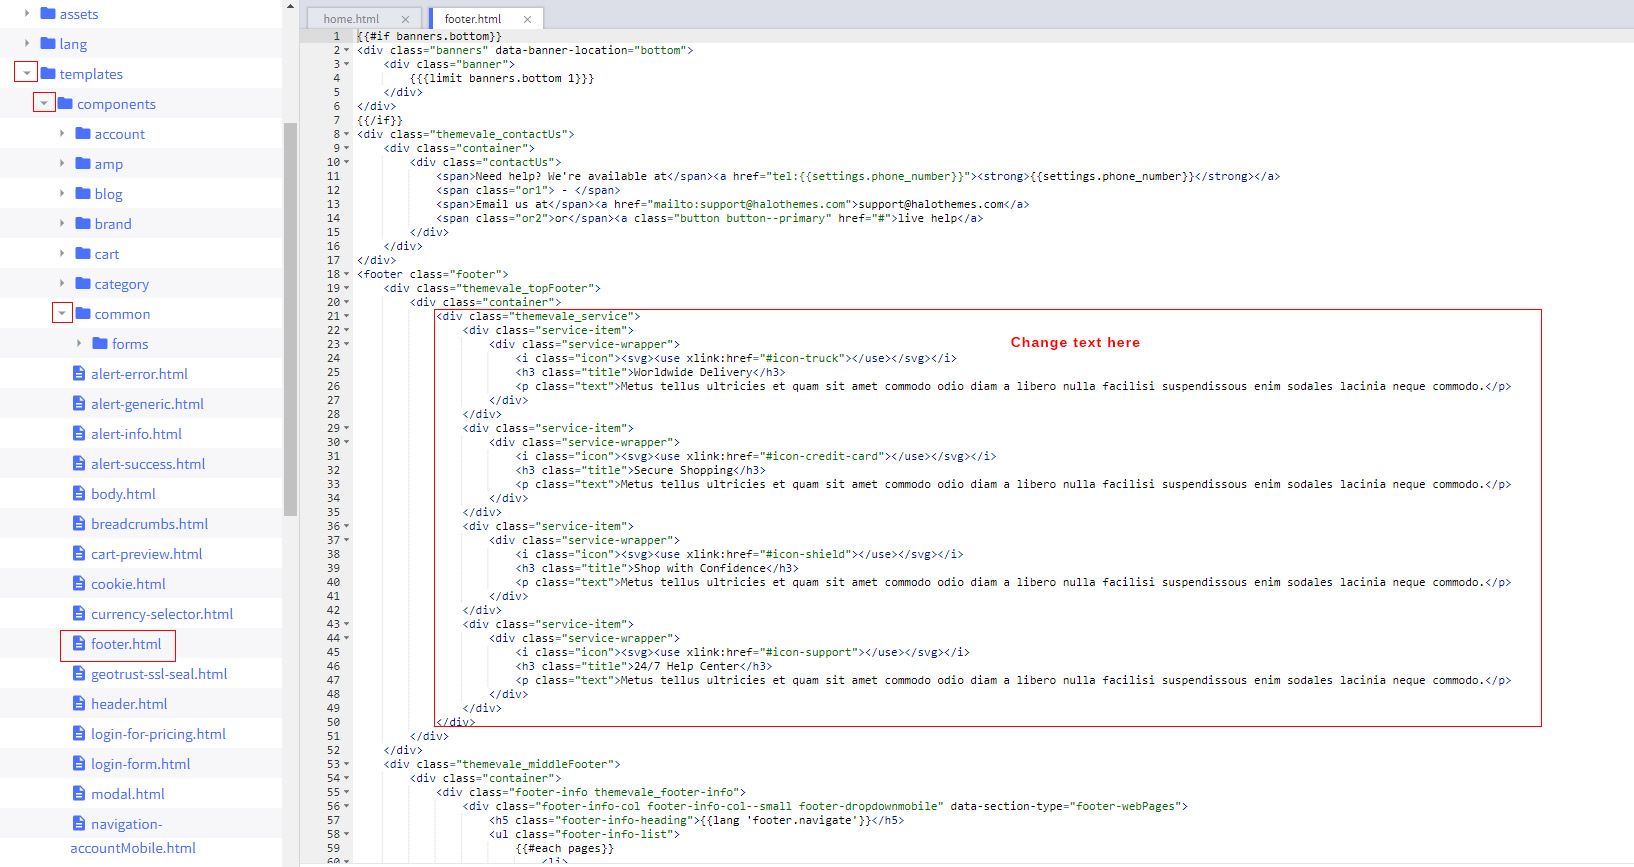 assets
lang
templates
components
account
amp
blog
brand
cart
category
common
forms
alert-error.html
alert-generic.html
alert-info.html
alert-success.html
body.html
breadcrumbs.html
cart-preview.html
cookie.html
currency-selector.html
footer.html
geotrust-ssl-seal.html
header.html
login-for-pricing.html
login-form.html
modal.html
navigation-
accountMobile.html
home.html × footer.html ×
1 {{#if banners.bottom}}
2 <div class="banners" data-banner-location="bottom">
3 <div class="banner">
4 {{{limit banners.bottom 1}}}
5 </div>
6 </div>
7 {{/if}}
8 <div class="themevale_contactUs">
9 <div class="container">
10 <div class="contactUs">
11 <span>Need help? We're available at</span><a href="tel:{{settings.phone_number}}"><strong>{{settings.phone_number}}</strong></a>
12 <span class="or1"> - </span>
13 <span>Email us at</span><a href="mailto:support@halothemes.com">support@halothemes.com</a>
14 <span class="or2">or</span><a class="button button--primary" href="#">live help</a>
15 </div>
16 </div>
17 </div>
18 <footer class="footer">
19 <div class="themevale_topFooter">
20 <div class="container">
21 <div class="themevale_service">
22 <div class="service-item">
Change text here
23 <div class="service-wrapper">
24 <i class="icon"><svg><use xlink:href="#icon-truck"></use></svg></i>
25 <h3 class="title">Worldwide Delivery</h3>
26 <p class="text">Metus tellus ultricies et quam sit amet commodo odio diam a libero nulla facilisi suspendissous enim sodales lacinia neque commodo.</p>
27 </div>
28 </div>
29 <div class="service-item">
30 <div class="service-wrapper">
31 <i class="icon"><svg><use xlink:href="#icon-credit-card"></use></svg></i>
32 <h3 class="title">Secure Shopping</h3>
33 <p class="text">Metus tellus ultricies et quam sit amet commodo odio diam a libero nulla facilisi suspendissous enim sodales lacinia neque commodo.</p>
34 </div>
35 </div>
36 <div class="service-item">
37 <div class="service-wrapper">
38 <i class="icon"><svg><use xlink:href="#icon-shield"></use></svg></i>
39 <h3 class="title">Shop with Confidence</h3>
40 <p class="text">Metus tellus ultricies et quam sit amet commodo odio diam a libero nulla facilisi suspendissous enim sodales lacinia neque commodo.</p>
41 </div>
42 </div>
43 <div class="service-item">
44 <div class="service-wrapper">
45 <i class="icon"><svg><use xlink:href="#icon-support"></use></svg></i>
46 <h3 class="title">24/7 Help Center</h3>
47 <p class="text">Metus tellus ultricies et quam sit amet commodo odio diam a libero nulla facilisi suspendissous enim sodales lacinia neque commodo.</p>
48 </div>
49 </div>
50 </div>
51 </div>
52 </div>
53 <div class="themevale_middleFooter">
54 <div class="container">
55 <div class="footer-info themevale_footer-info">
56 <div class="footer-info-col footer-info-col--small footer-dropdownmobile" data-section-type="footer-webPages">
57 <h5 class="footer-info-heading">{{lang 'footer.navigate'}}</h5>
58 <ul class="footer-info-list">
59 {{#each pages}}
60 <li>